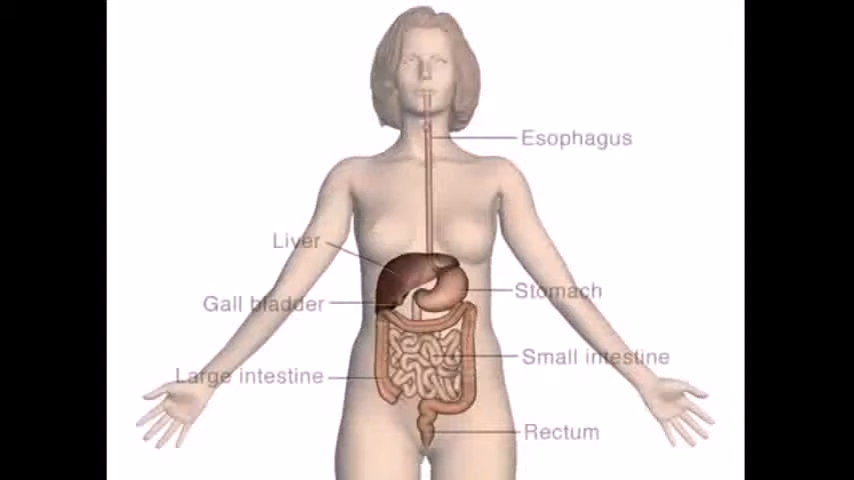 Esophagus
Liver
Stomach
Gall bladder
Small intestine
Large intestine
Rectum